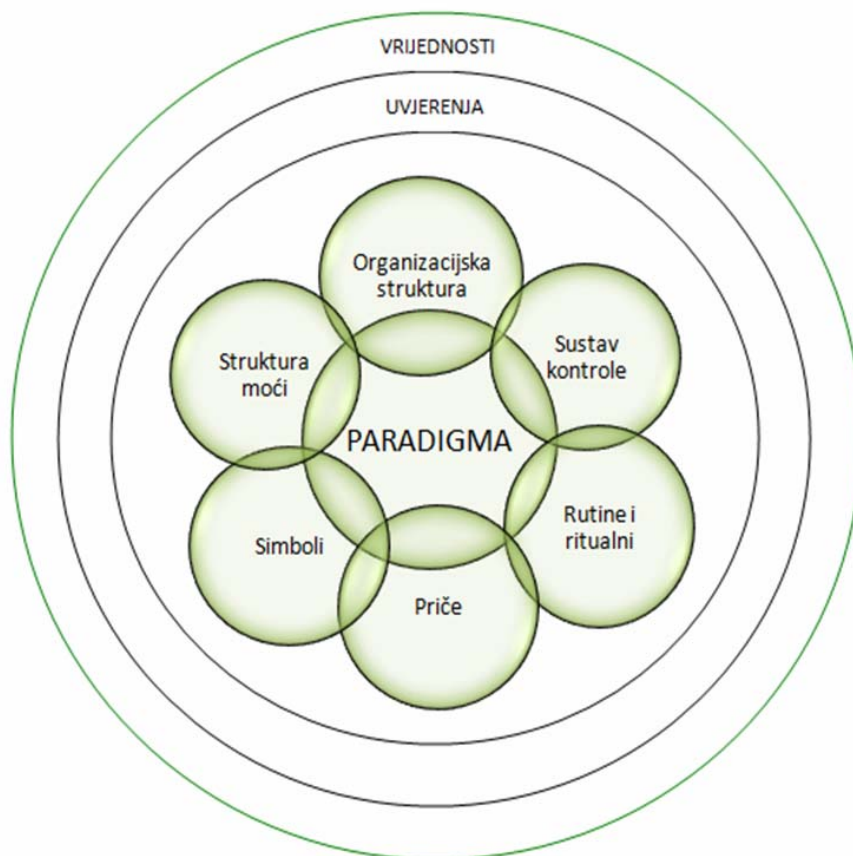 VRIJEDNOSTI
UVJERENJA
Organizacijska
struktura
Sustav
kontrole
Struktura
moći
PARADIGMA
Rutine i
ritualni
Simboli
Priče